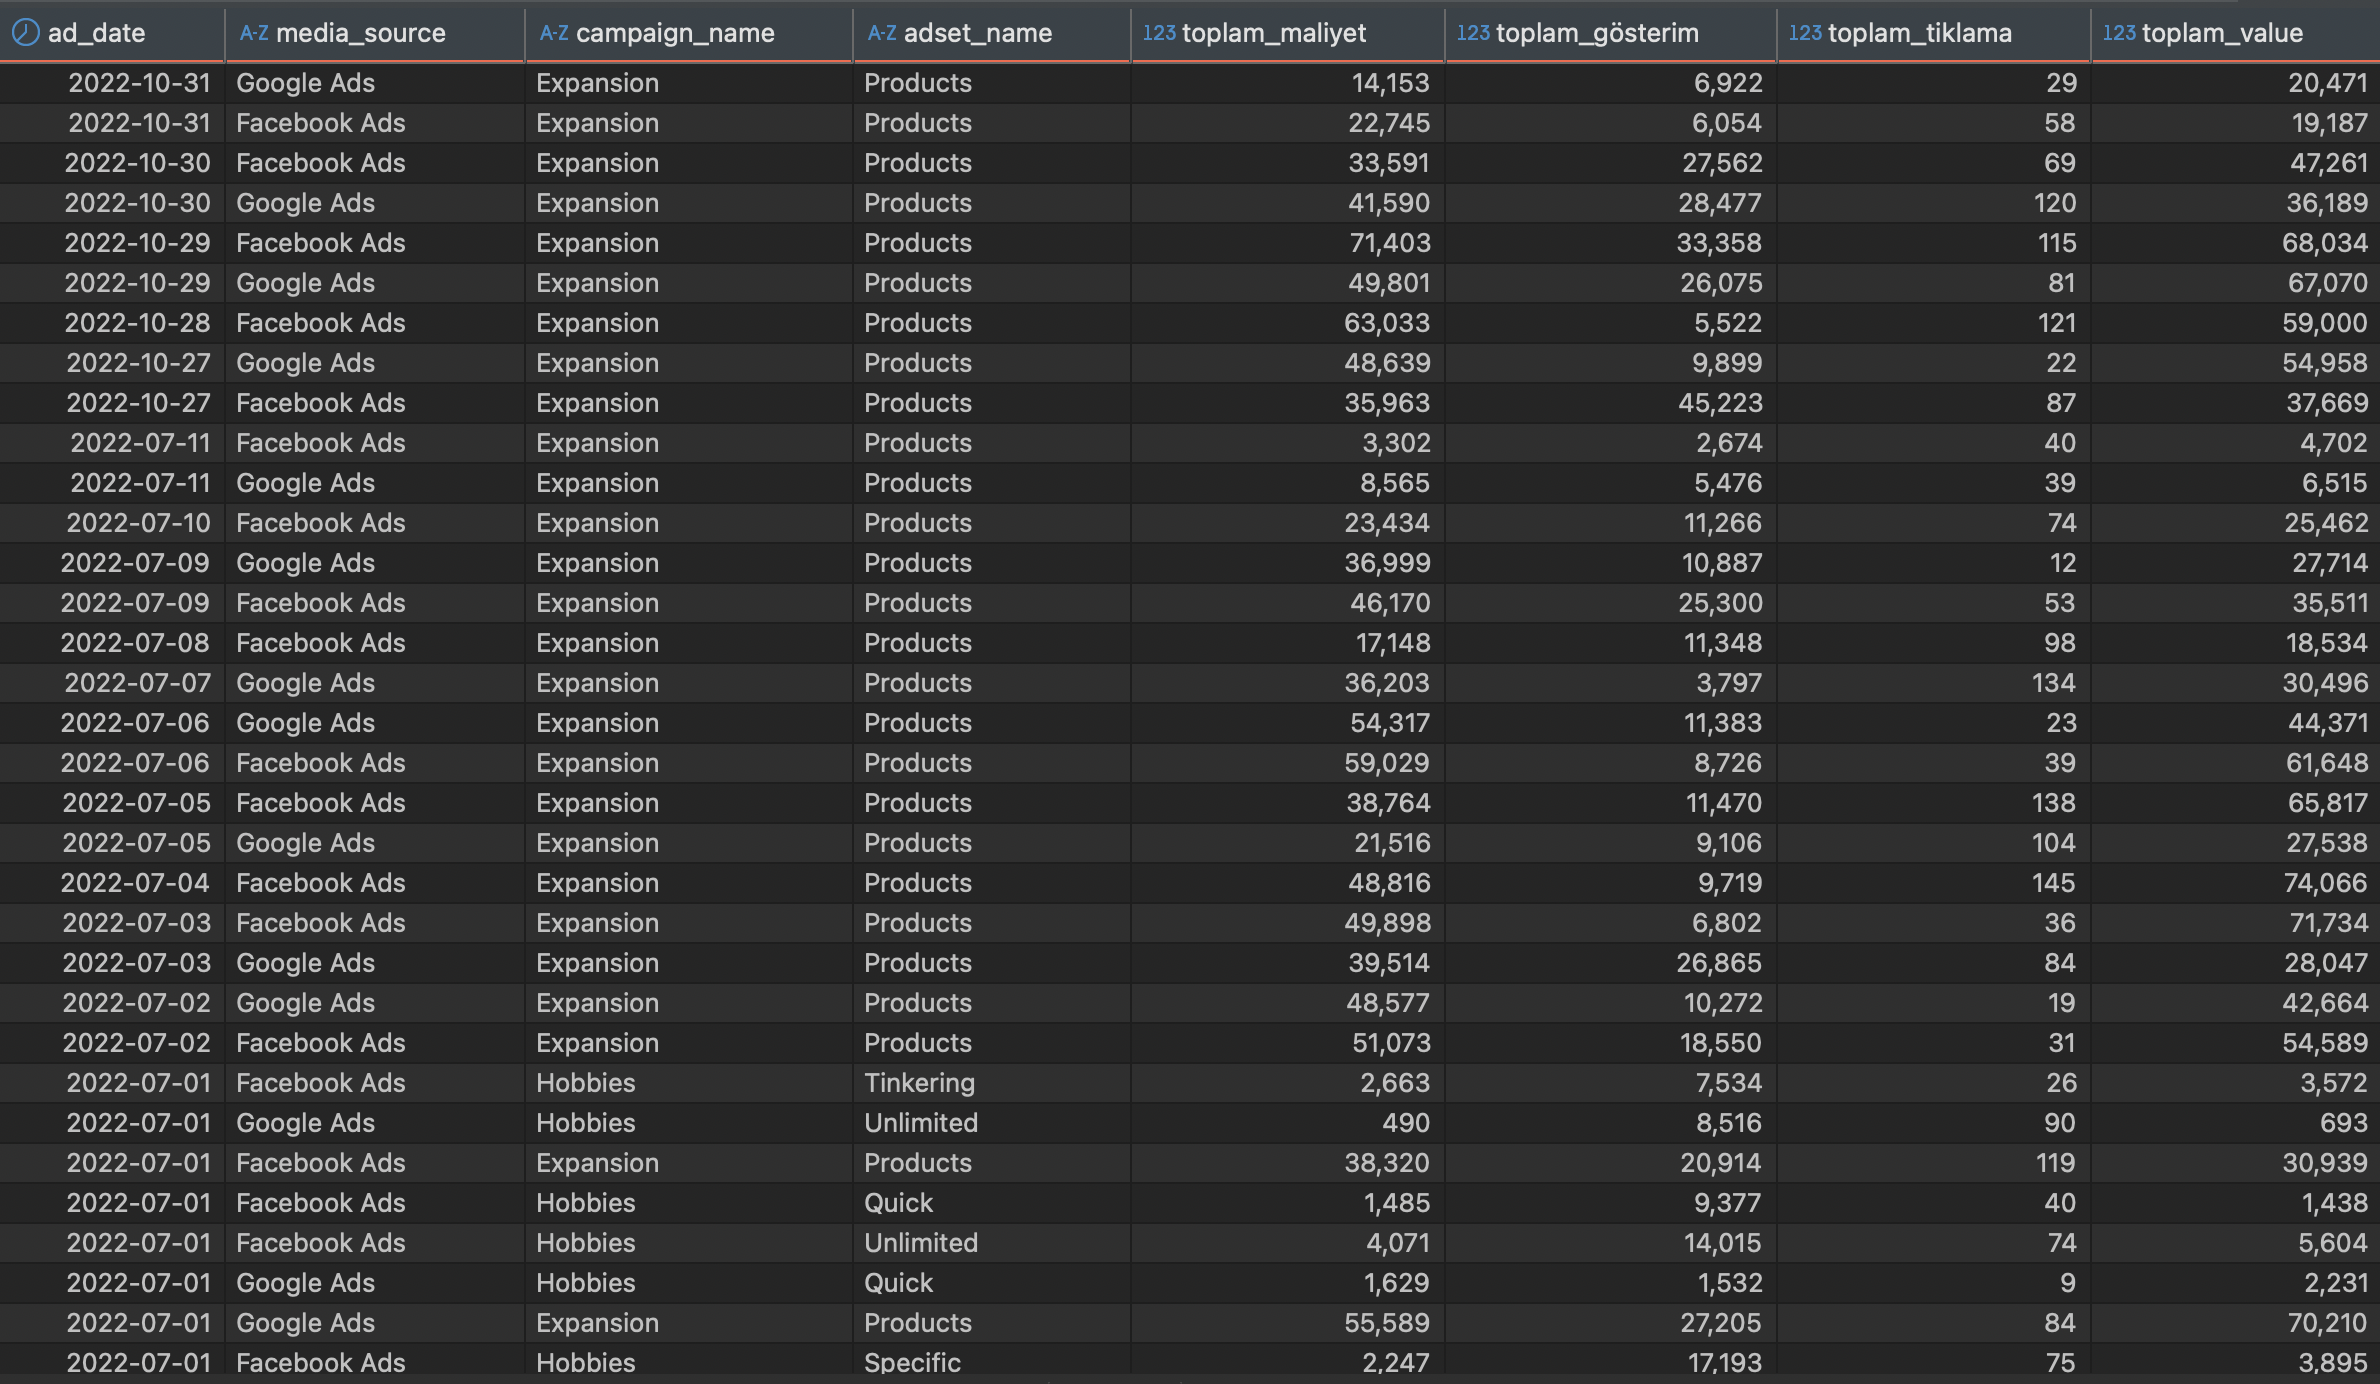 ad_date A-Z media_source A-Z campaign_name A-Z adset_name 123 toplam_maliyet 123 toplam_gösterim 123 toplam_tiklama 123 toplam_value
2022-10-31 Google Ads Expansion Products 14,153 6,922 29 20,471
2022-10-31 Facebook Ads Expansion Products 22,745 6,054 58 19,187
2022-10-30 Facebook Ads Expansion Products 33,591 27,562 69 47,261
2022-10-30 Google Ads Expansion Products 41,590 28,477 120 36,189
2022-10-29 Facebook Ads Expansion Products 71,403 33,358 115 68,034
2022-10-29 Google Ads Expansion Products 49,801 26,075 81 67,070
2022-10-28 Facebook Ads Expansion Products 63,033 5,522 121 59,000
2022-10-27 Google Ads Expansion Products 48,639 9,899 22 54,958
2022-10-27 Facebook Ads Expansion Products 35,963 45,223 87 37,669
2022-07-11 Facebook Ads Expansion Products 3,302 2,674 40 4,702
2022-07-11 Google Ads Expansion Products 8,565 5,476 39 6,515
2022-07-10 Facebook Ads Expansion Products 23,434 11,266 74 25,462
2022-07-09 Google Ads Expansion Products 36,999 10,887 12 27,714
2022-07-09 Facebook Ads Expansion Products 46,170 25,300 53 35,511
2022-07-08 Facebook Ads Expansion Products 17,148 11,348 98 18,534
2022-07-07 Google Ads Expansion Products 36,203 3,797 134 30,496
2022-07-06 Google Ads Expansion Products 54,317 11,383 23 44,371
2022-07-06 Facebook Ads Expansion Products 59,029 8,726 39 61,648
2022-07-05 Facebook Ads Expansion Products 38,764 11,470 138 65,817
2022-07-05 Google Ads Expansion Products 21,516 9,106 104 27,538
2022-07-04 Facebook Ads Expansion Products 48,816 9,719 145 74,066
2022-07-03 Facebook Ads Expansion Products 49,898 6,802 36 71,734
2022-07-03 Google Ads Expansion Products 39,514 26,865 84 28,047
2022-07-02 Google Ads Expansion Products 48,577 10,272 19 42,664
2022-07-02 Facebook Ads Expansion Products 51,073 18,550 31 54,589
2022-07-01 Facebook Ads Hobbies Tinkering 2,663 7,534 26 3,572
2022-07-01 Google Ads Hobbies Unlimited 490 8,516 90 693
2022-07-01 Facebook Ads Expansion Products 38,320 20,914 119 30,939
2022-07-01 Facebook Ads Hobbies Quick 1,485 9,377 40 1,438
2022-07-01 Facebook Ads Hobbies Unlimited 4,071 14,015 74 5,604
2022-07-01 Google Ads Hobbies Quick 1,629 1,532 9 2,231
2022-07-01 Google Ads Expansion Products 55,589 27,205 84 70,210
2022-07-01 Facebook Ads Hobbies Specific 2,247 17,193 75 3,895